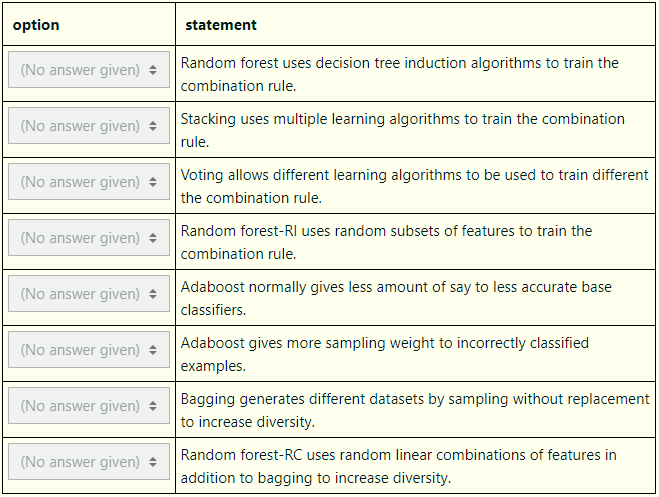 option statement
(No answer given) Random forest uses decision tree induction algorithms to train the
combination rule.
(No answer given) Stacking uses multiple learning algorithms to train the combination
rule.
(No answer given) Voting allows different learning algorithms to be used to train different
the combination rule.
(No answer given) Random forest-RI uses random subsets of features to train the
combination rule.
(No answer given) Adaboost normally gives less amount of say to less accurate base
classifiers.
(No answer given) Adaboost gives more sampling weight to incorrectly classified
examples.
(No answer given) Bagging generates different datasets by sampling without replacement
to increase diversity.
(No answer given) Random forest-RC uses random linear combinations of features in
addition to bagging to increase diversity.